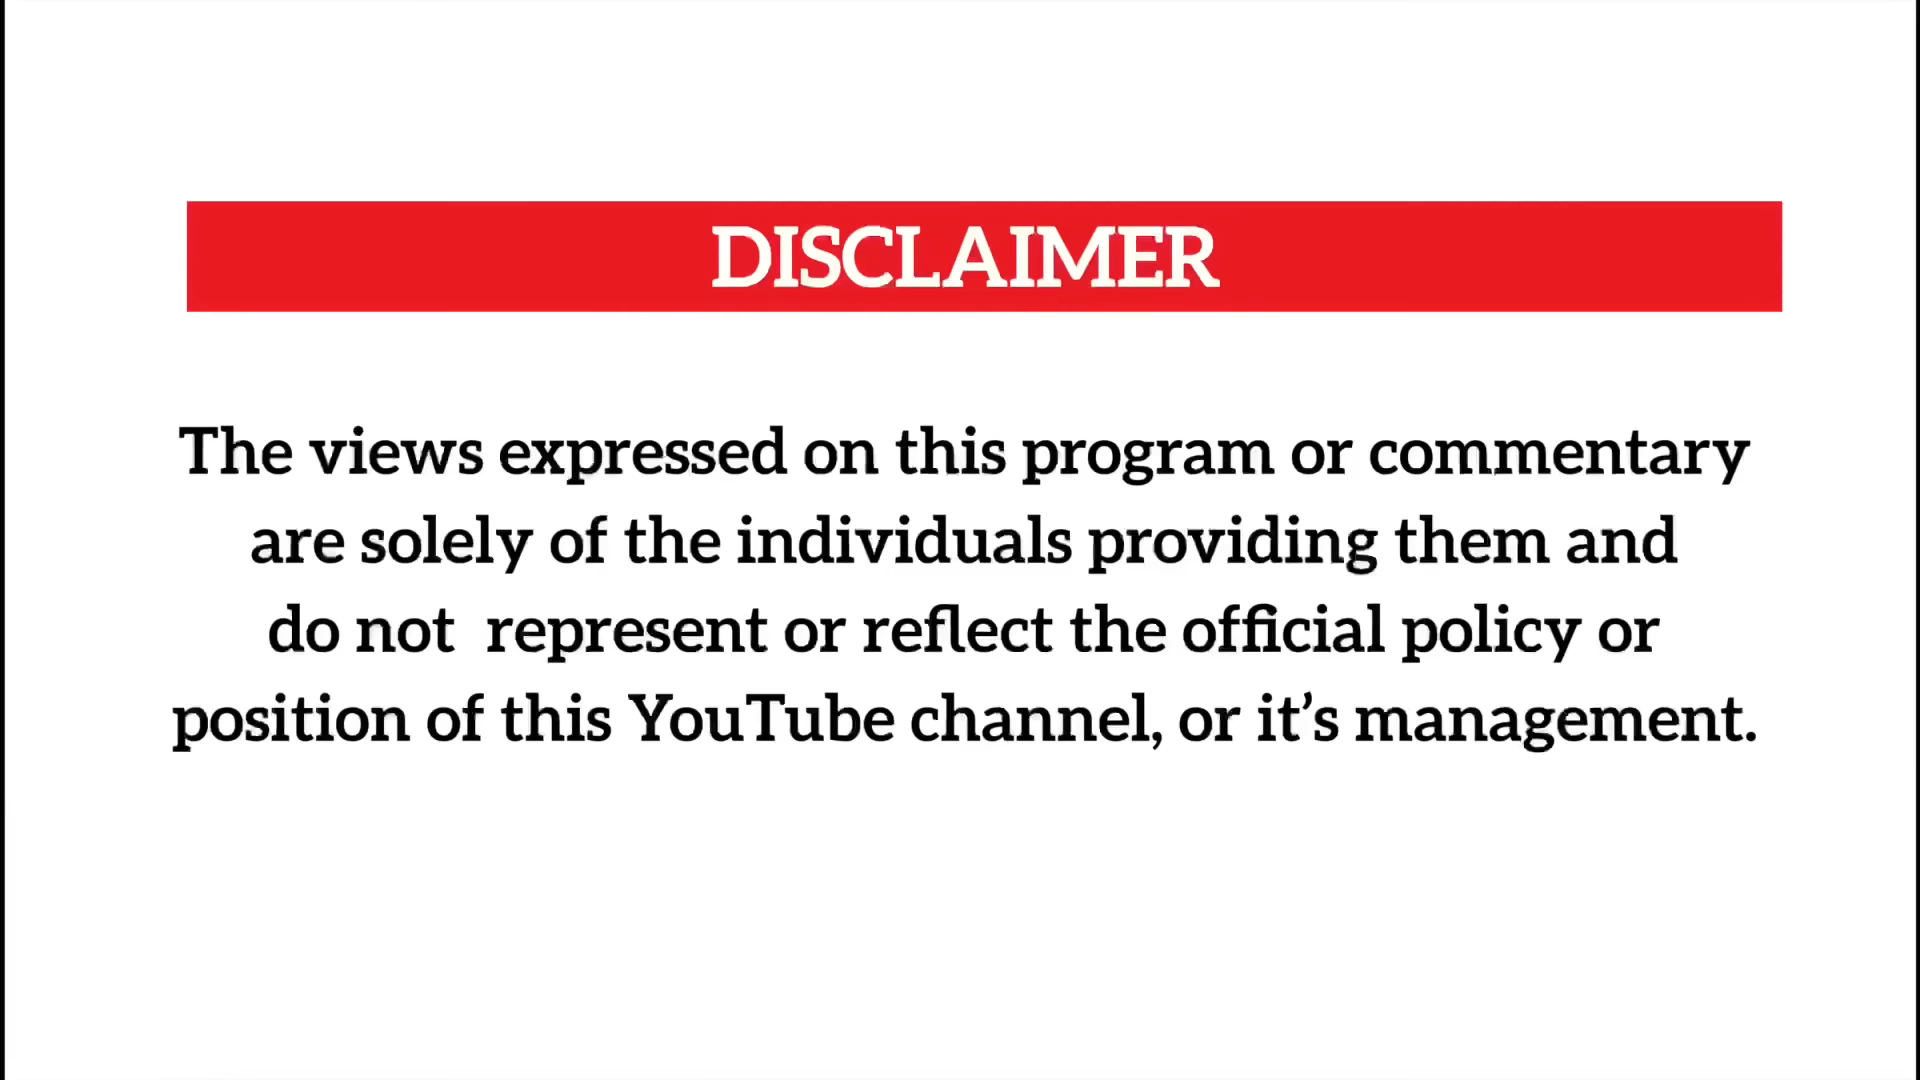 DISCLAIMER
The views expressed on this program or commentary
are solely of the individuals providing them and
do not  represent or reflect the official policy or
position of this YouTube channel, or it’s management.